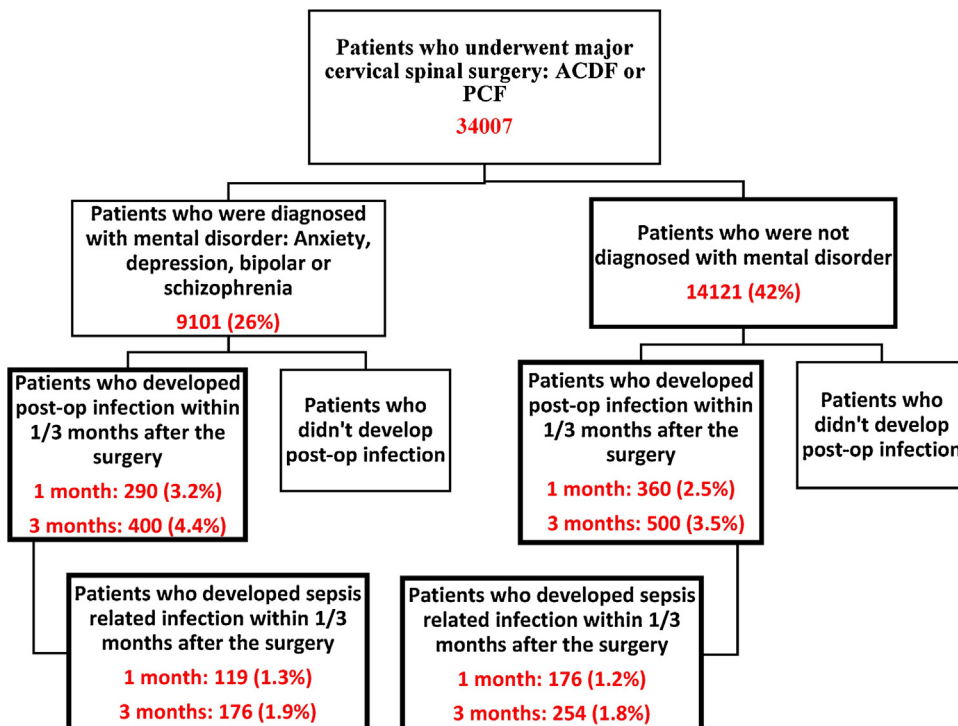 Patients who underwent major
cervical spinal surgery: ACDF or
PCF
34007
Patients who were diagnosed
with mental disorder: Anxiety,
depression, bipolar or
schizophrenia
9101 (26%)
Patients who were not
diagnosed with mental disorder
14121 (42%)
Patients who developed
post-op infection within
1/3 months after the
surgery
1 month: 290 (3.2%)
3 months: 400 (4.4%)
Patients who
didn't develop
post-op infection
Patients who developed
post-op infection within
1/3 months after the
surgery
1 month: 360 (2.5%)
3 months: 500 (3.5%)
Patients who
didn't develop
post-op infection
Patients who developed sepsis
related infection within 1/3
months after the surgery
1 month: 119 (1.3%)
3 months: 176 (1.9%)
Patients who developed sepsis
related infection within 1/3
months after the surgery
1 month: 176 (1.2%)
3 months: 254 (1.8%)